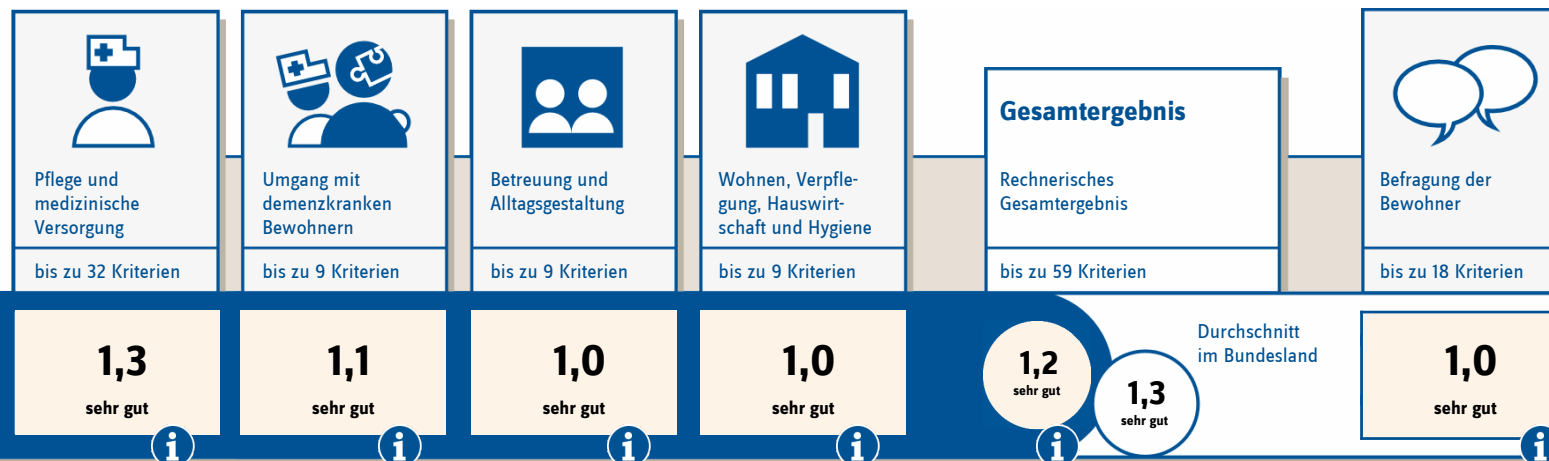 Pflege und
medizinische
Versorgung
bis zu 32 Kriterien
1,3
sehr gut
i
Umgang mit
demenzkranken
Bewohnern
bis zu 9 Kriterien
1,1
sehr gut
i
Betreuung und
Alltagsgestaltung
bis zu 9 Kriterien
1,0
sehr gut
i
Wohnen, Verpfle-
gung, Hauswirt-
schaft und Hygiene
bis zu 9 Kriterien
1,0
sehr gut
i
Gesamtergebnis
Rechnerisches
Gesamtergebnis
bis zu 59 Kriterien
1,2
sehr gut
i
Durchschnitt
im Bundesland
1,3
sehr gut
Befragung der
Bewohner
bis zu 18 Kriterien
1,0
sehr gut
i